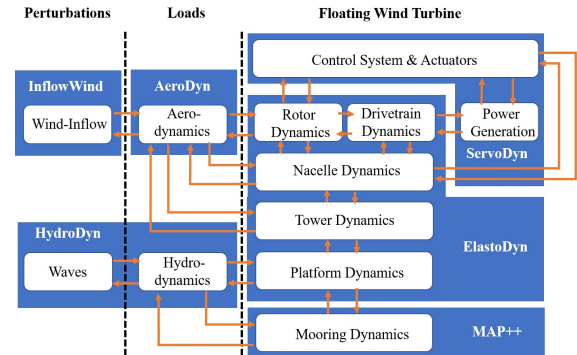 Perturbations
Loads
Floating Wind Turbine
Control System & Actuators
InflowWind
AeroDyn
Wind-Inflow
Aero-
dynamics
Rotor
Dynamics
Drivetrain
Dynamics
Power
Generation
ServoDyn
Nacelle Dynamics
Tower Dynamics
HydroDyn
ElastoDyn
Waves
Hydro-
dynamics
Platform Dynamics
Mooring Dynamics
MAP++